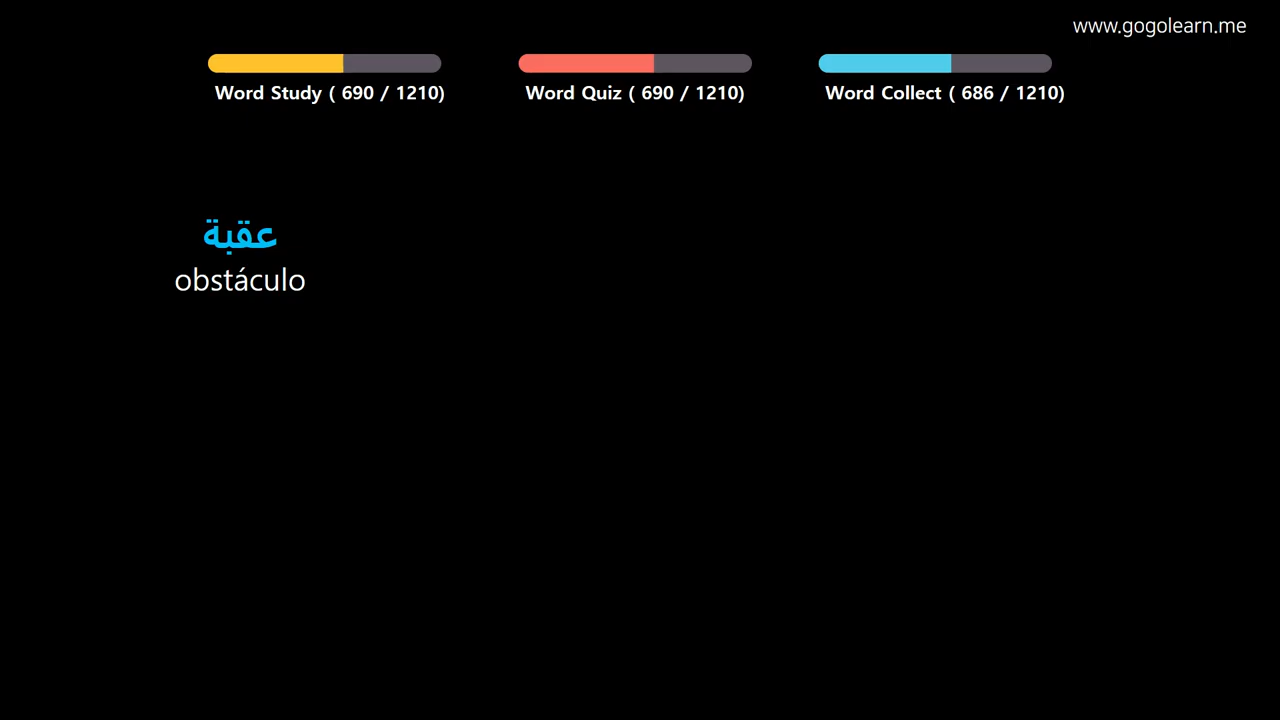 www.gogolearn.me
Word Study ( 690 / 1210)
Word Quiz ( 690 / 1210)
Word Collect ( 686 / 1210)
عقبة
obstáculo